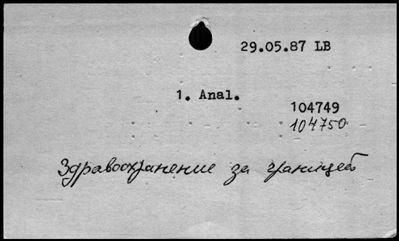 29.05.87 LB
1. Anal.
104749
104750
Здравоохранение за границей